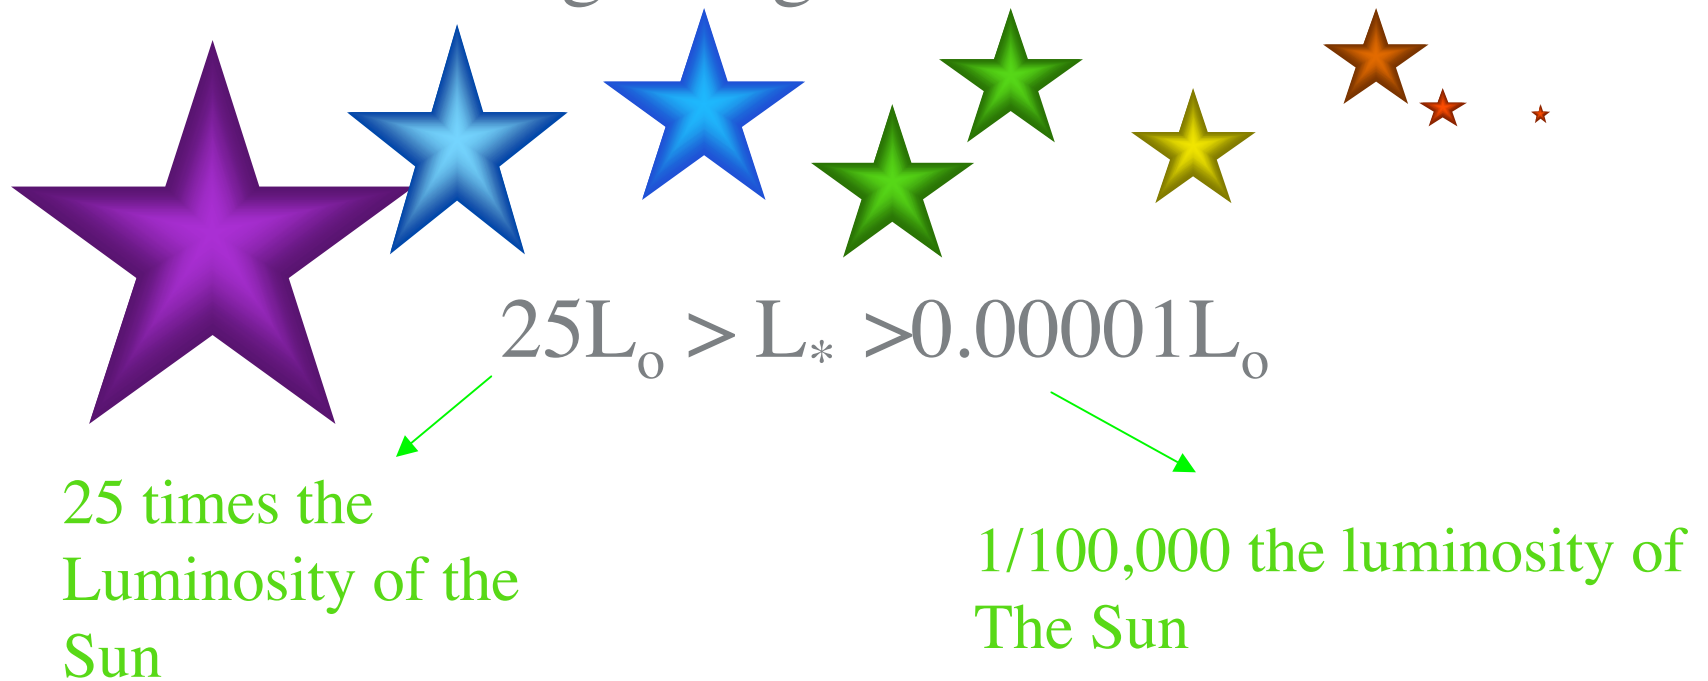 25Lₒ > L* >0.00001Lₒ
25 times the
Luminosity of the
Sun
1/100,000 the luminosity of
The Sun